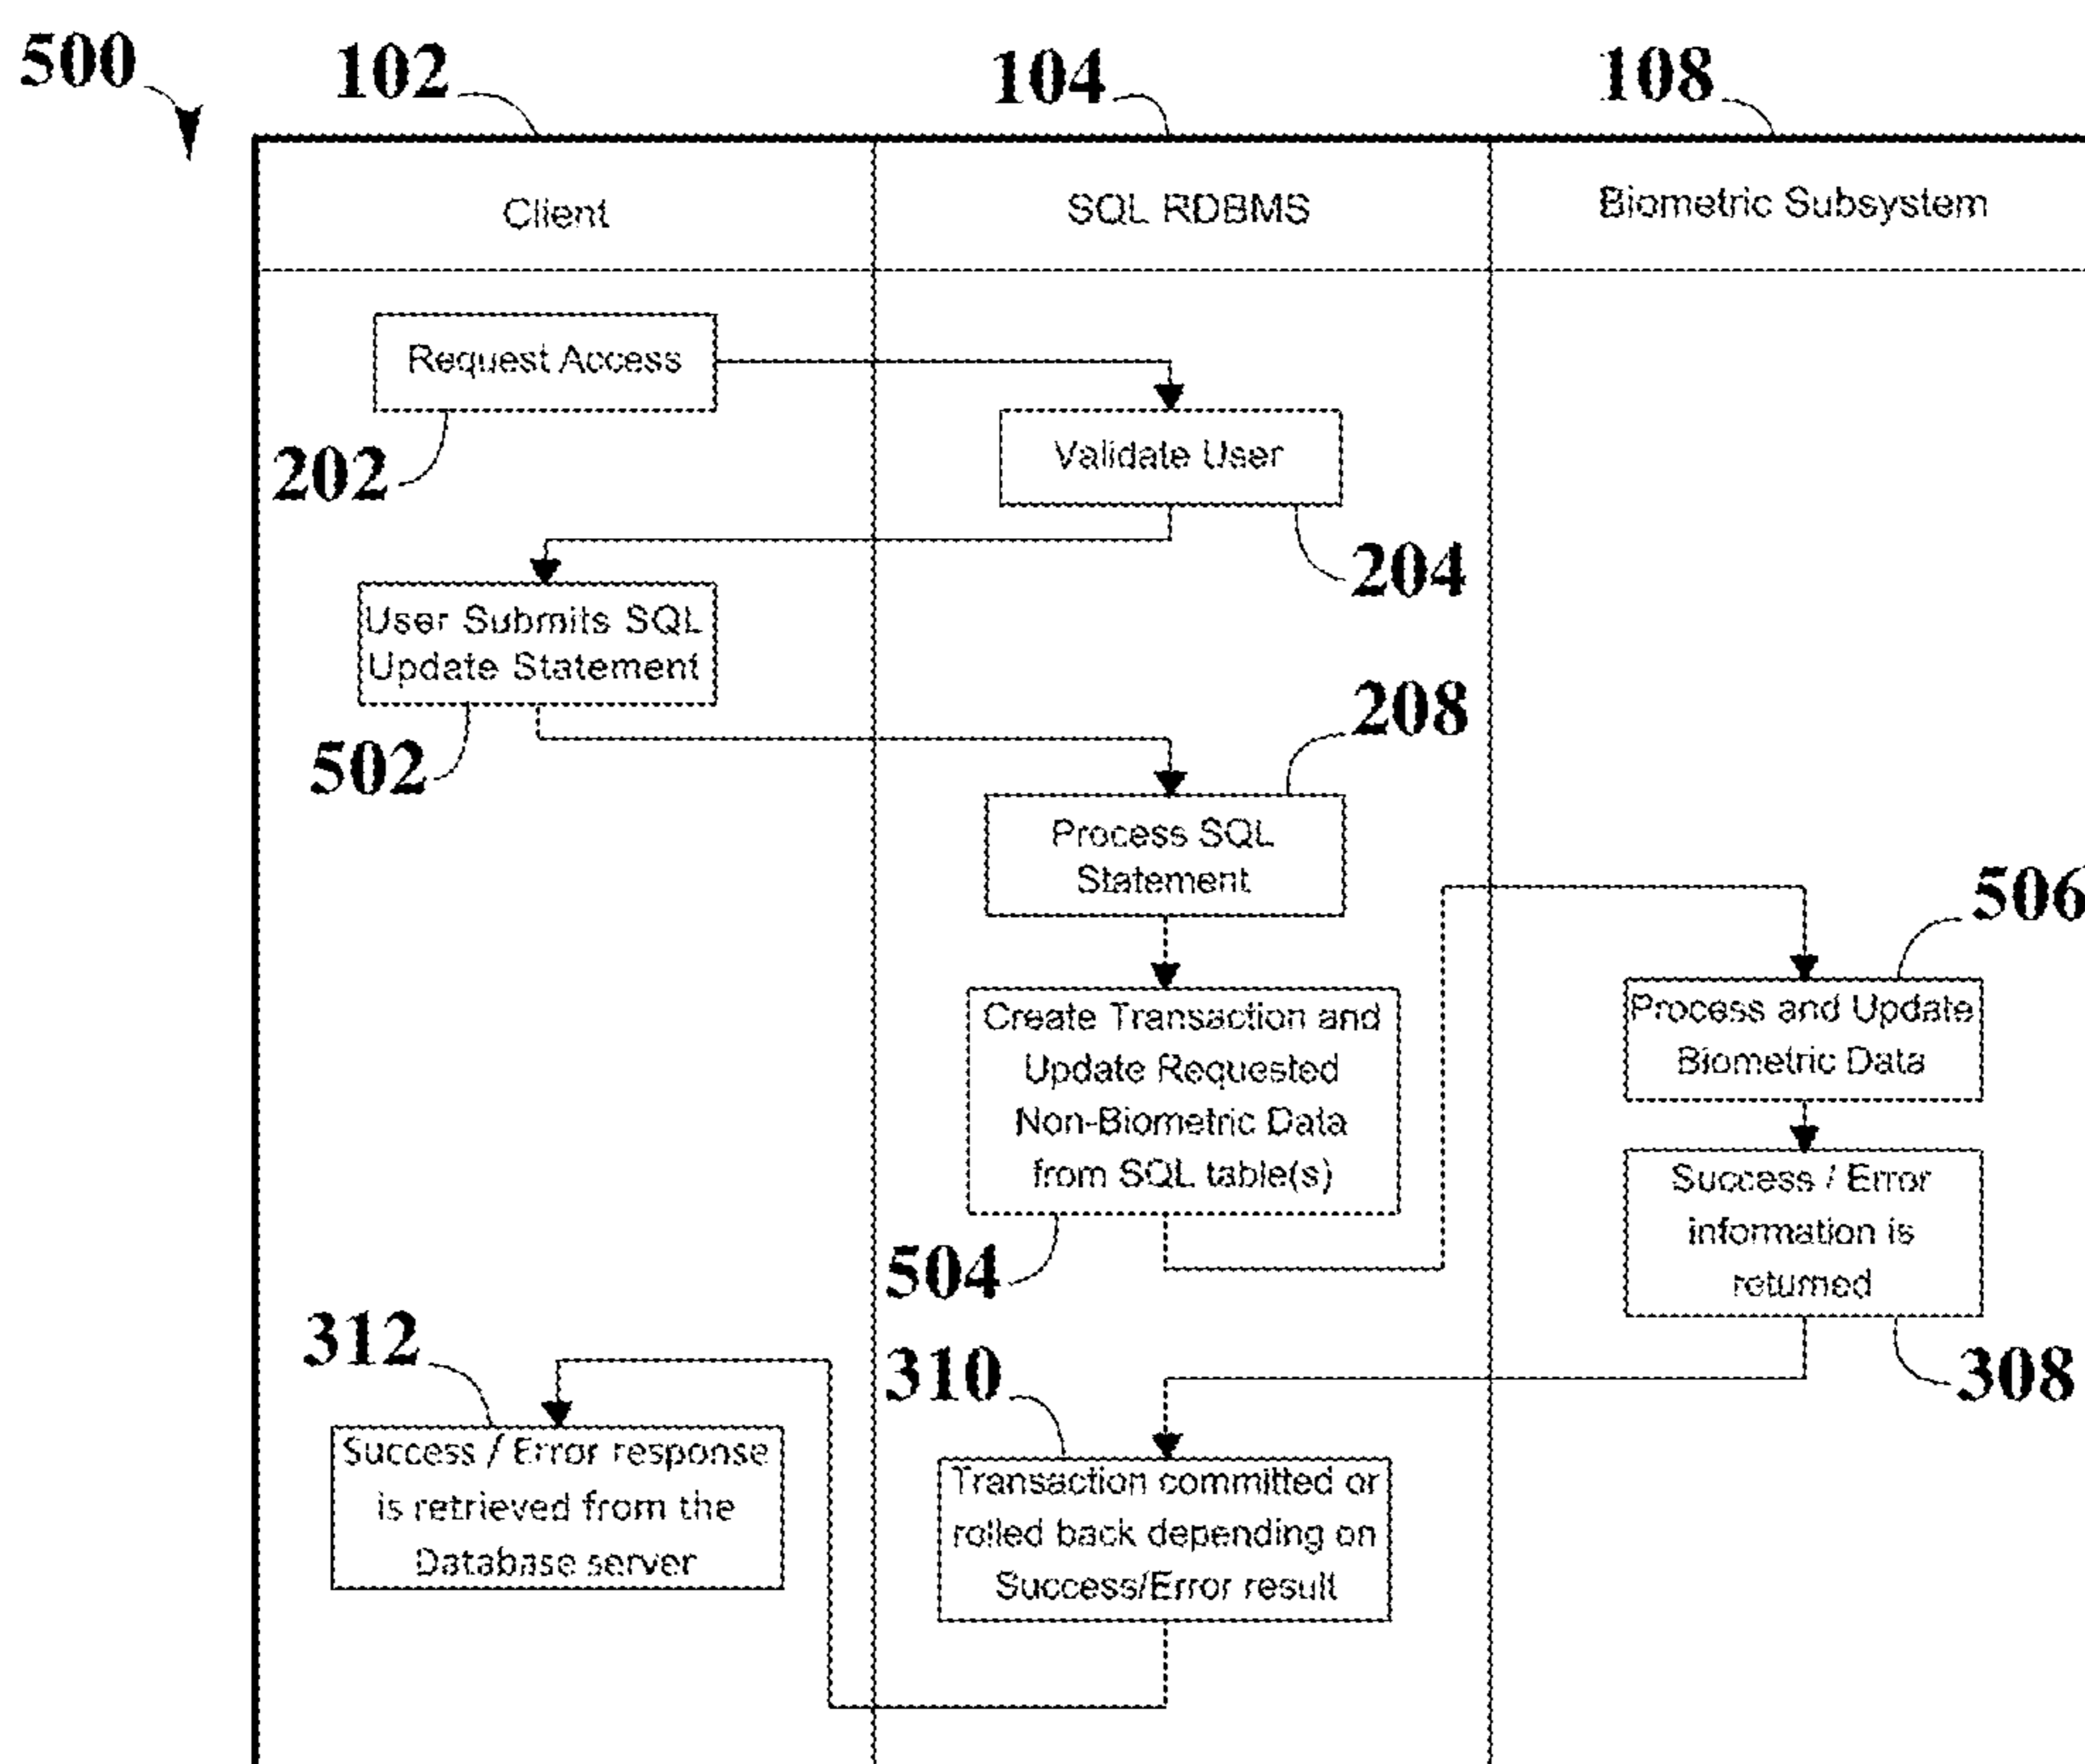 500
102
104
108
Client
SQL RDBMS
Biometric Subsystem
Request Access
202
Validate User
204
User Submits SQL
Update Statement
502
208
Process SQL
Statement
506
Create Transaction and
Update Requested
Non-Biometric Data
from SQL table(s)
504
Process and Update
Biometric Data
Success / Error
information is
returned
308
310
312
Transaction committed or
rolled back depending on
Success/Error result
Success / Error response
is retrieved from the
Database server